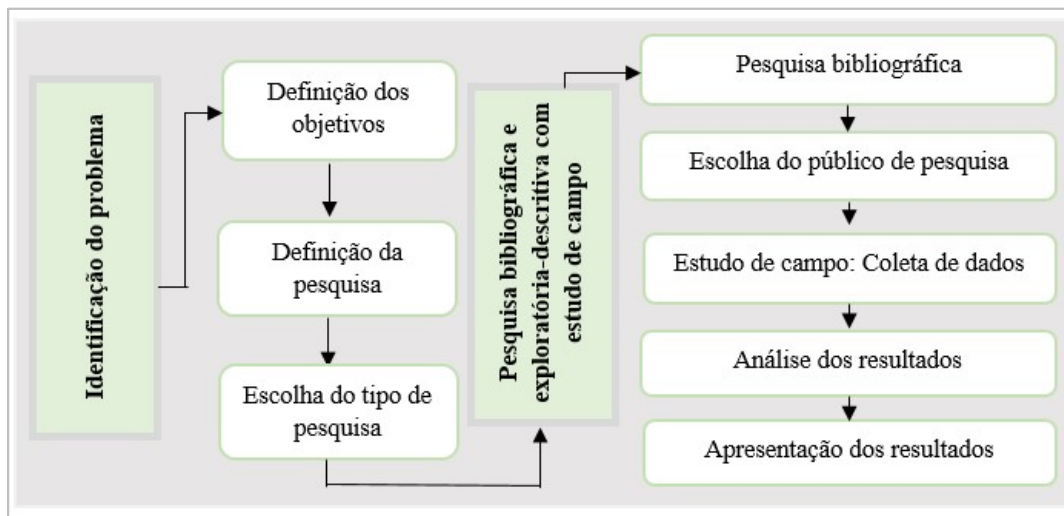 Identificação do problema
Definição dos
objetivos
Definição da
pesquisa
Escolha do tipo de
pesquisa
Pesquisa bibliográfica e
exploratória-descritiva com
estudo de campo
Pesquisa bibliográfica
Escolha do público de pesquisa
Estudo de campo: Coleta de dados
Análise dos resultados
Apresentação dos resultados